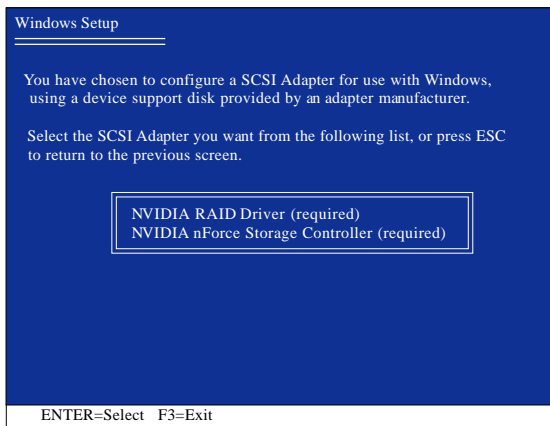 Windows Setup
You have chosen to configure a SCSI Adapter for use with Windows,
using a device support disk provided by an adapter manufacturer.
Select the SCSI Adapter you want from the following list, or press ESC
to return to the previous screen.
NVIDIA RAID Driver (required)
NVIDIA nForce Storage Controller (required)
ENTER=Select F3=Exit